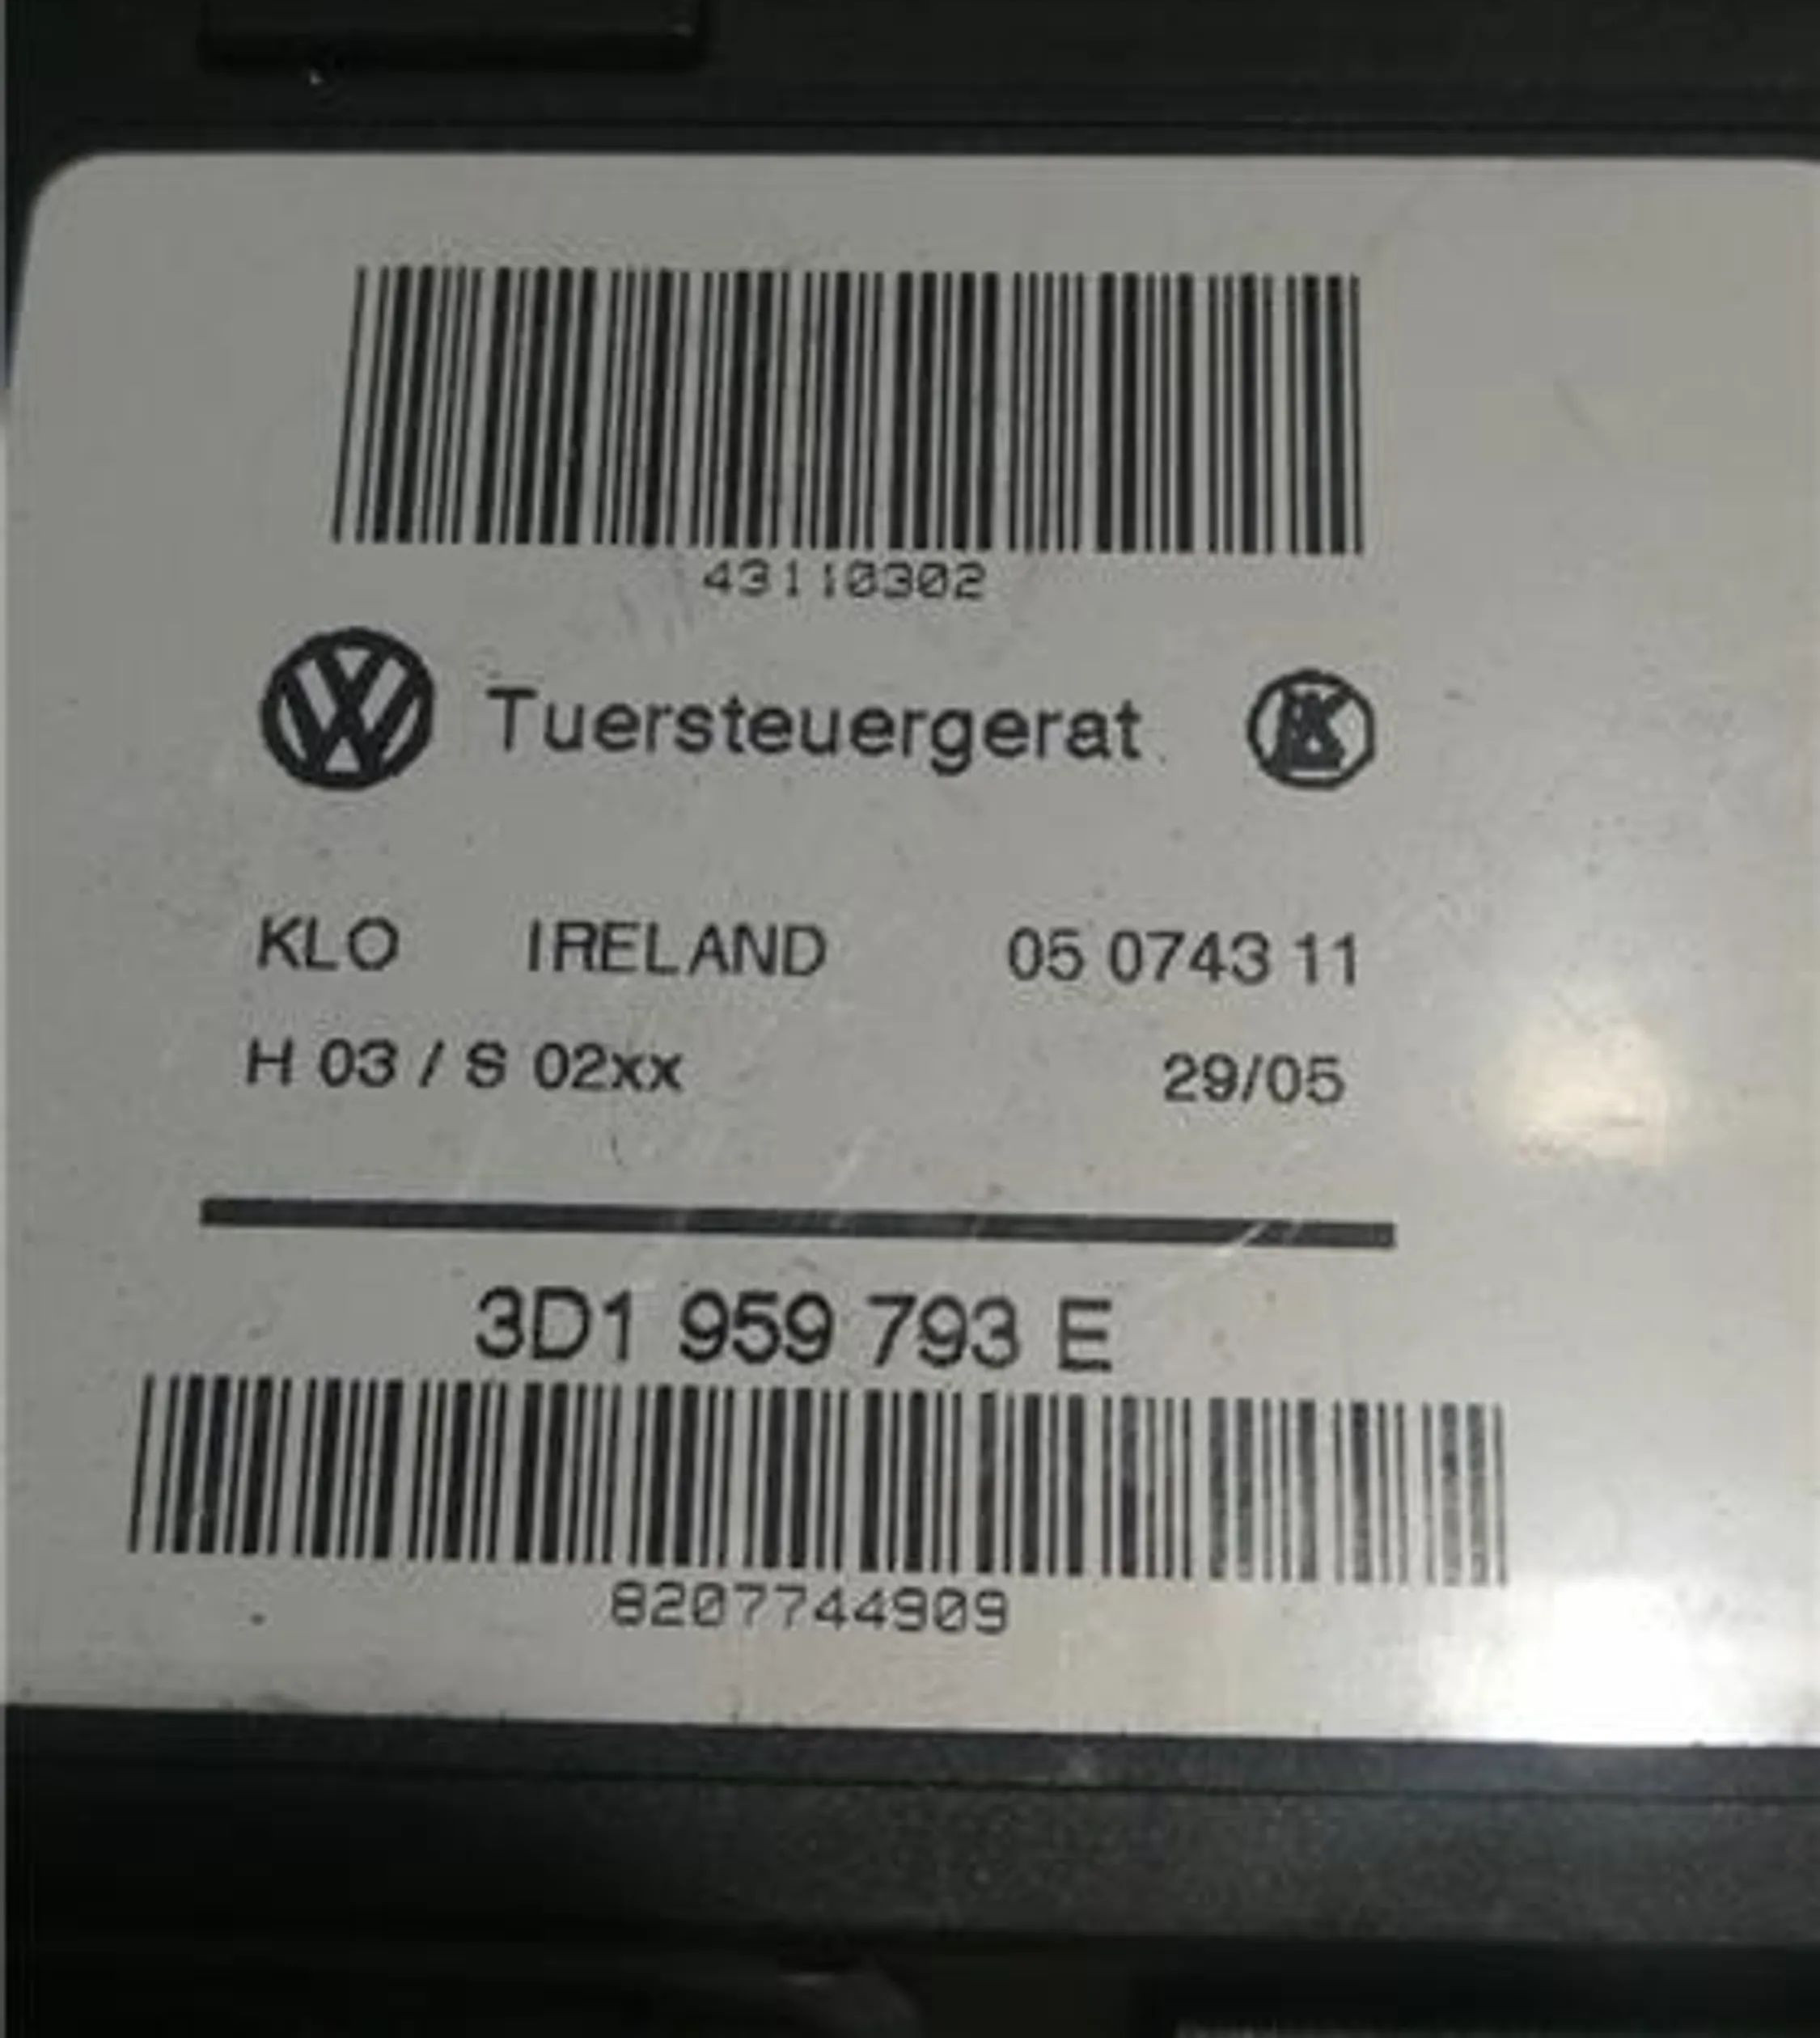 43110302
Tuersteuergerat
KLO IRELAND 05 0743 11
H 03 / S 02xx 29/05
3D1 959 793 E
8207744909